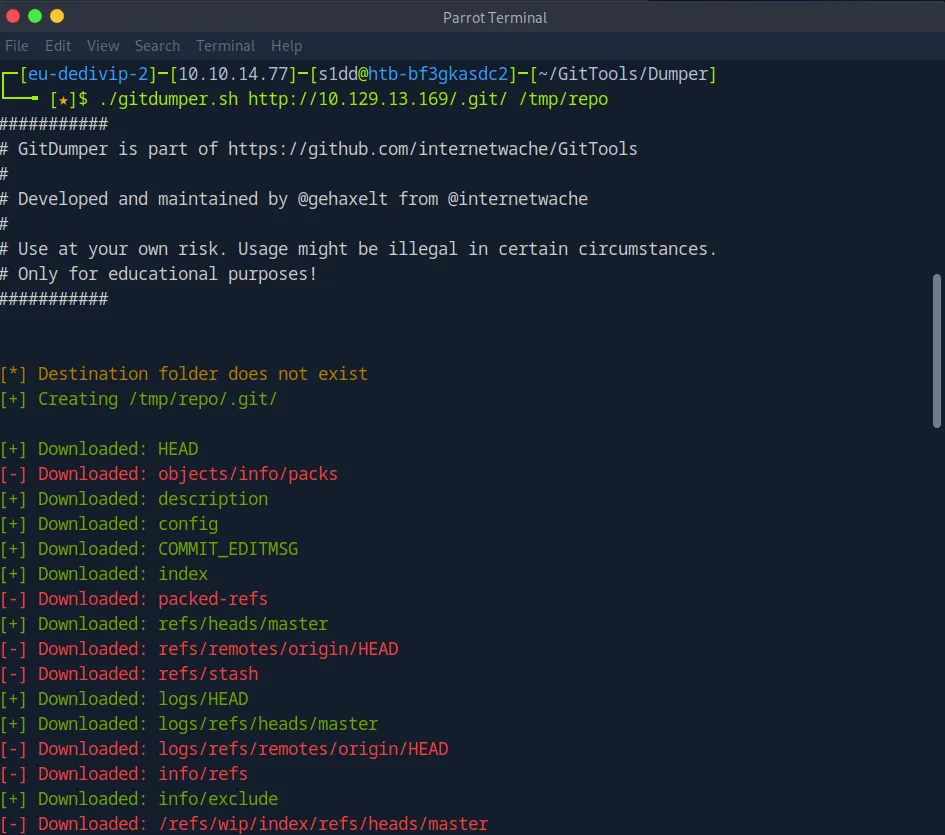 Parrot Terminal
File Edit View Search Terminal Help
┌─[eu-dedivip-2]─[10.10.14.77]─[s1dd@htb-bf3gkasdc2]─[~/GitTools/Dumper]
└──╼ [★]$ ./gitdumper.sh http://10.129.13.169/.git/ /tmp/repo
###########
# GitDumper is part of https://github.com/internetwache/GitTools
#
# Developed and maintained by @gehaxelt from @internetwache
#
# Use at your own risk. Usage might be illegal in certain circumstances.
# Only for educational purposes!
###########
[*] Destination folder does not exist
[+] Creating /tmp/repo/.git/
[+] Downloaded: HEAD
[-] Downloaded: objects/info/packs
[+] Downloaded: description
[+] Downloaded: config
[+] Downloaded: COMMIT_EDITMSG
[+] Downloaded: index
[-] Downloaded: packed-refs
[+] Downloaded: refs/heads/master
[-] Downloaded: refs/remotes/origin/HEAD
[-] Downloaded: refs/stash
[+] Downloaded: logs/HEAD
[+] Downloaded: logs/refs/heads/master
[-] Downloaded: logs/refs/remotes/origin/HEAD
[-] Downloaded: info/refs
[+] Downloaded: info/exclude
[-] Downloaded: /refs/wip/index/refs/heads/master